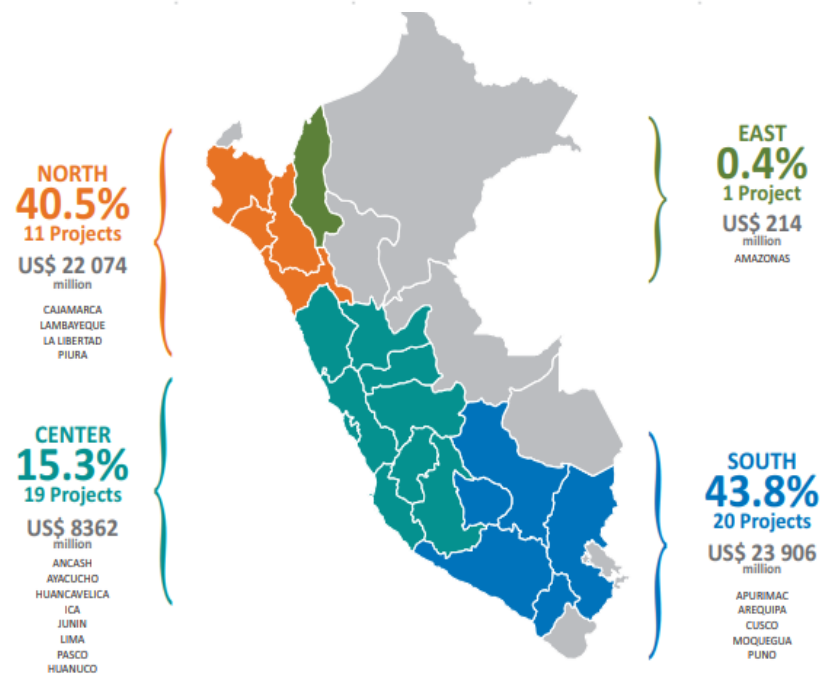 NORTH
40.5%
11 Projects
US$ 22 074
million
CAJAMARCA
LAMBAYEQUE
LA LIBERTAD
PIURA
CENTER
15.3%
19 Projects
US$ 8362
million
ANCASH
AYACUCHO
HUANCAVELICA
ICA
JUNIN
LIMA
PASCO
HUANUCO
EAST
0.4%
1 Project
US$ 214
million
AMAZONAS
SOUTH
43.8%
20 Projects
US$ 23 906
million
APURIMAC
AREQUIPA
CUSCO
MOQUEGUA
PUNO